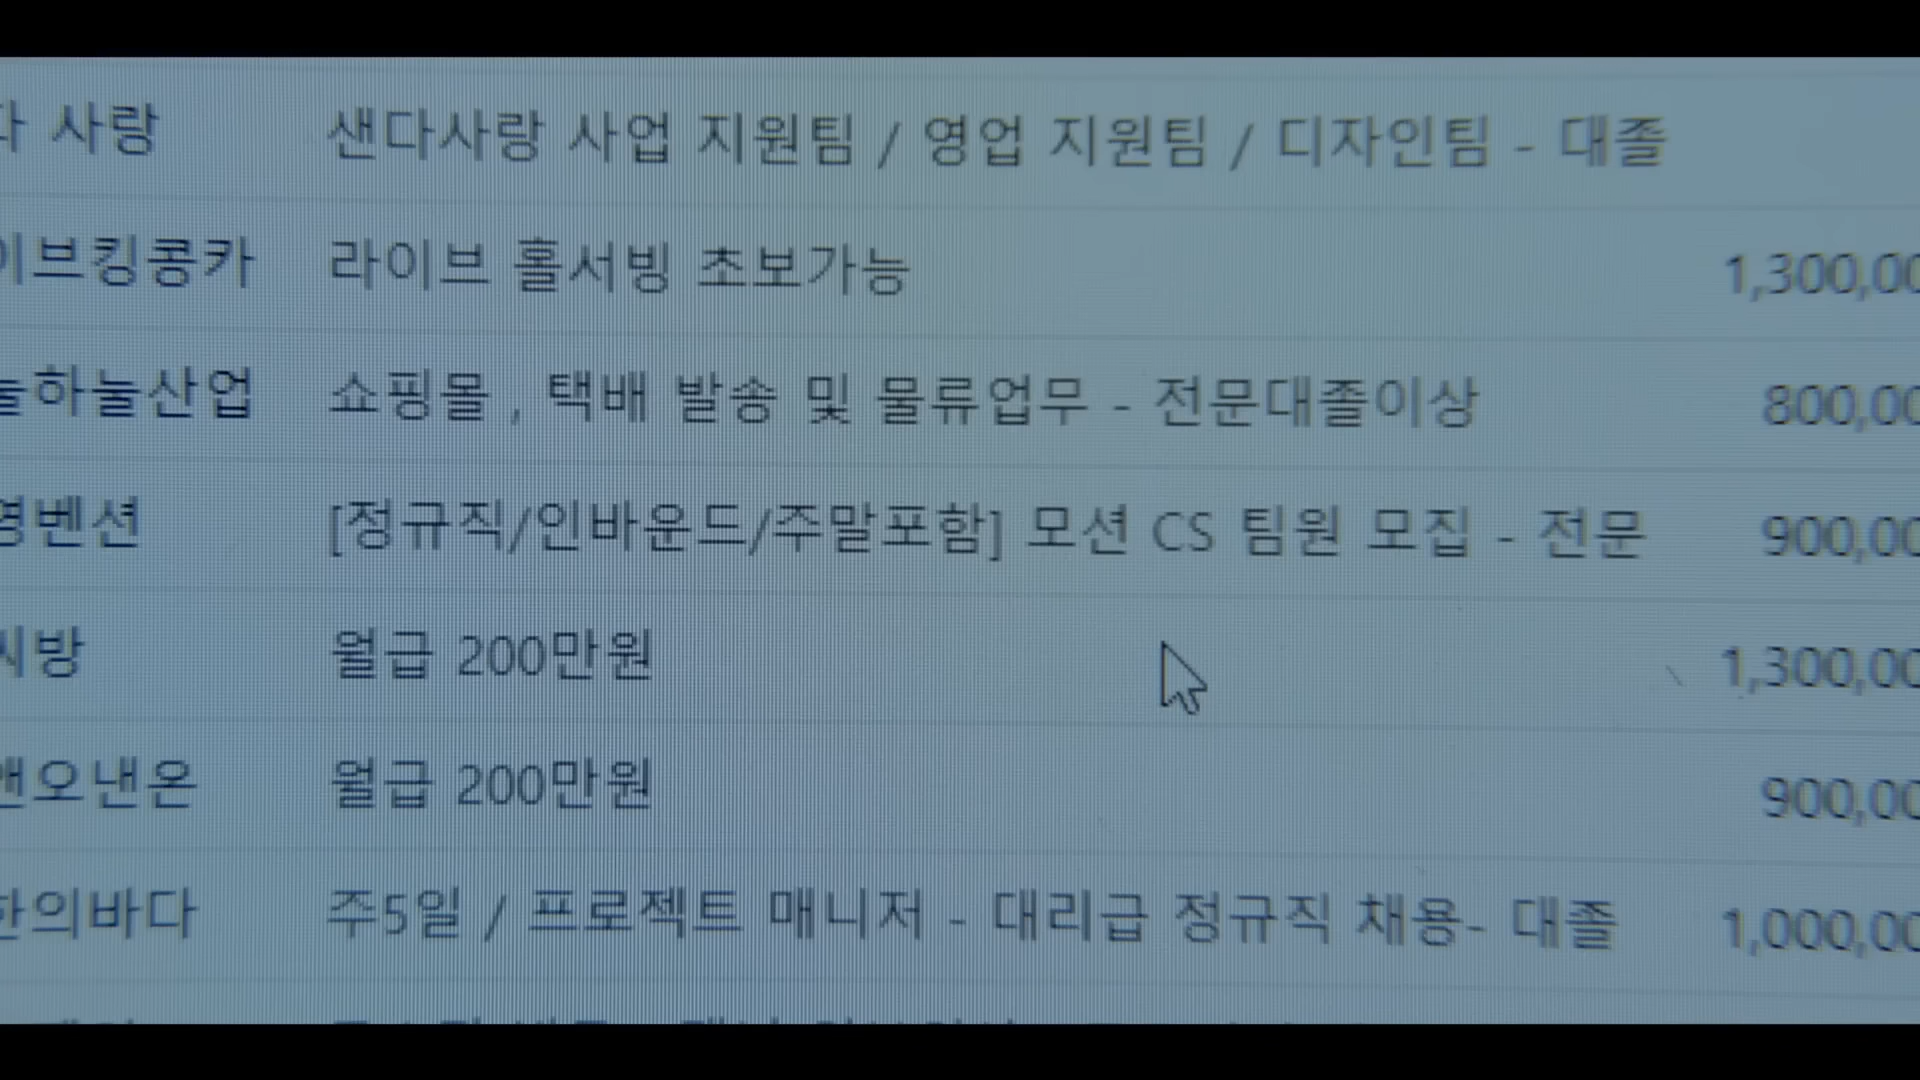 사랑 샌다사랑 사업 지원팀 / 영업 지원팀 / 디자인팀 - 대졸
이브킹콩카 라이브 홀서빙 초보가능 1,300,00
늘하늘산업 쇼핑몰 , 택배 발송 및 물류업무 - 전문대졸이상 800,00
영벤션 [정규직/인바운드/주말포함] 모션 CS 팀원 모집 - 전문 900,00
씨방 월급 200만원 1,300,00
앤오낸온 월급 200만원 900,00
한의바다 주5일 / 프로젝트 매니저 - 대리급 정규직 채용- 대졸 1,000,00